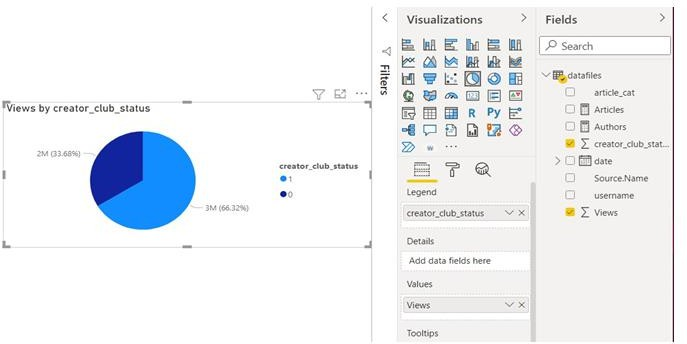 Views by creator_club_status
2M (33.68%)
3M (66.32%)
creator_club_status
1
0
Filters
Visualizations
R Py
Legend
creator_club_status
Details
Add data fields here
Values
Views
Tooltips
Fields
Search
datafiles
article_cat
Articles
Authors
creator_club_stat...
date
Source.Name
username
Views